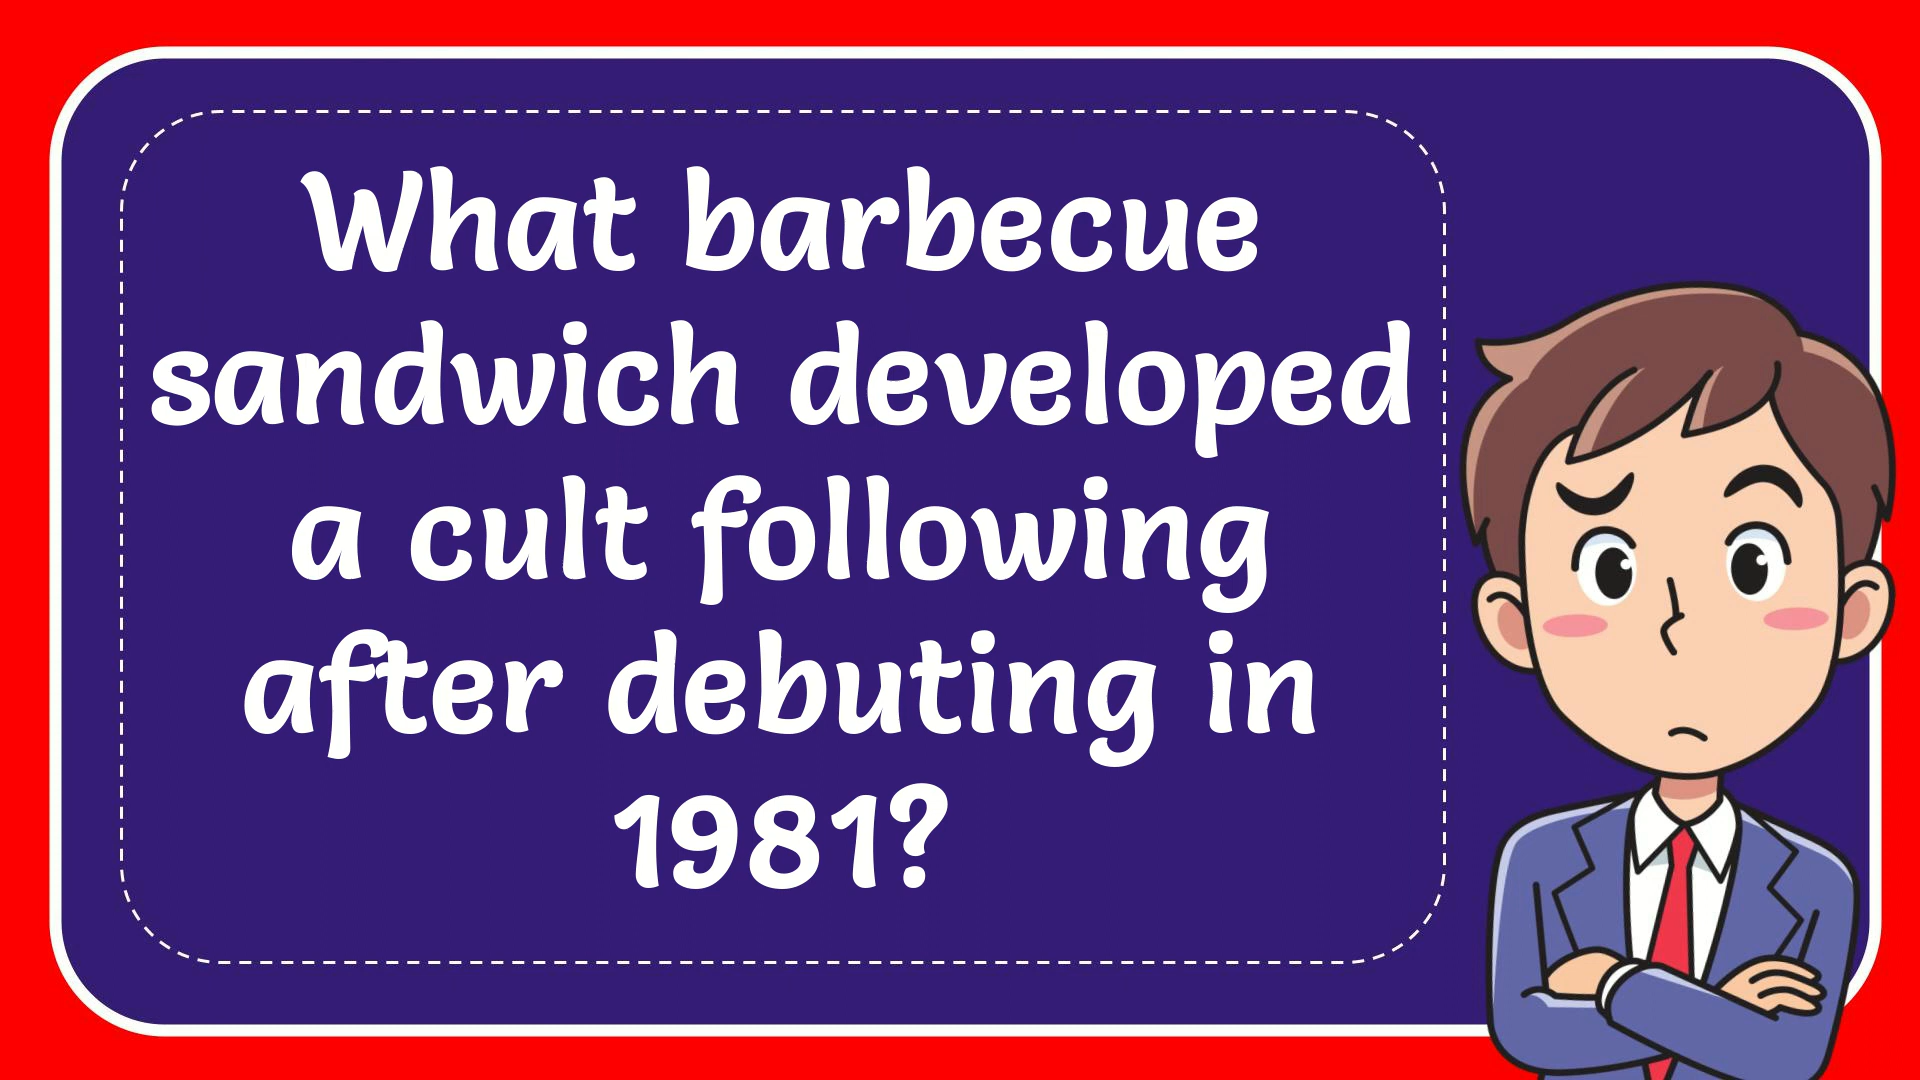 What barbecue
sandwich developed
a cult following
after debuting in
1981?